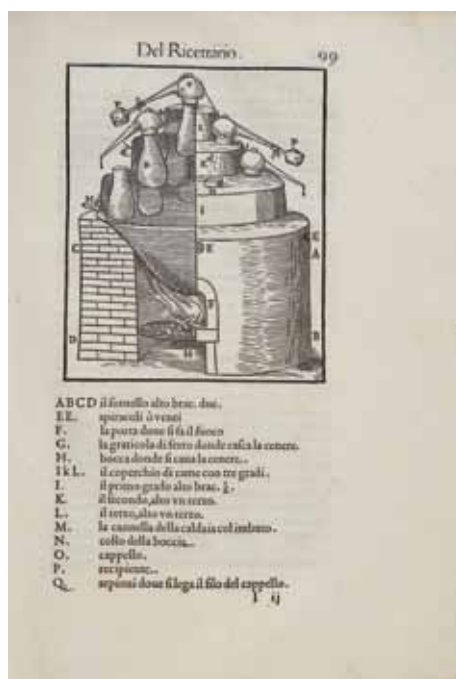 Del Ricettario.
99
ABCD il fornello alto brac. due.
EE. spiracoli ò venti
F. la porta doue si fa il fuoco
G. la graticola di ferro donde casca la cenere.
H. bocca donde si caua la cenere.
IKL. il coperchio di rame con tre gradi.
I. il primo grado alto brac.
K. il secondo, alto vn terzo.
L. il terzo, alto vn terzo.
M. la cannella della caldaia col imbuto.
N. collo della boccia.
O. cappello.
P. recipiente.
Q. arpioni doue si lega il filo del cappello.
I ij